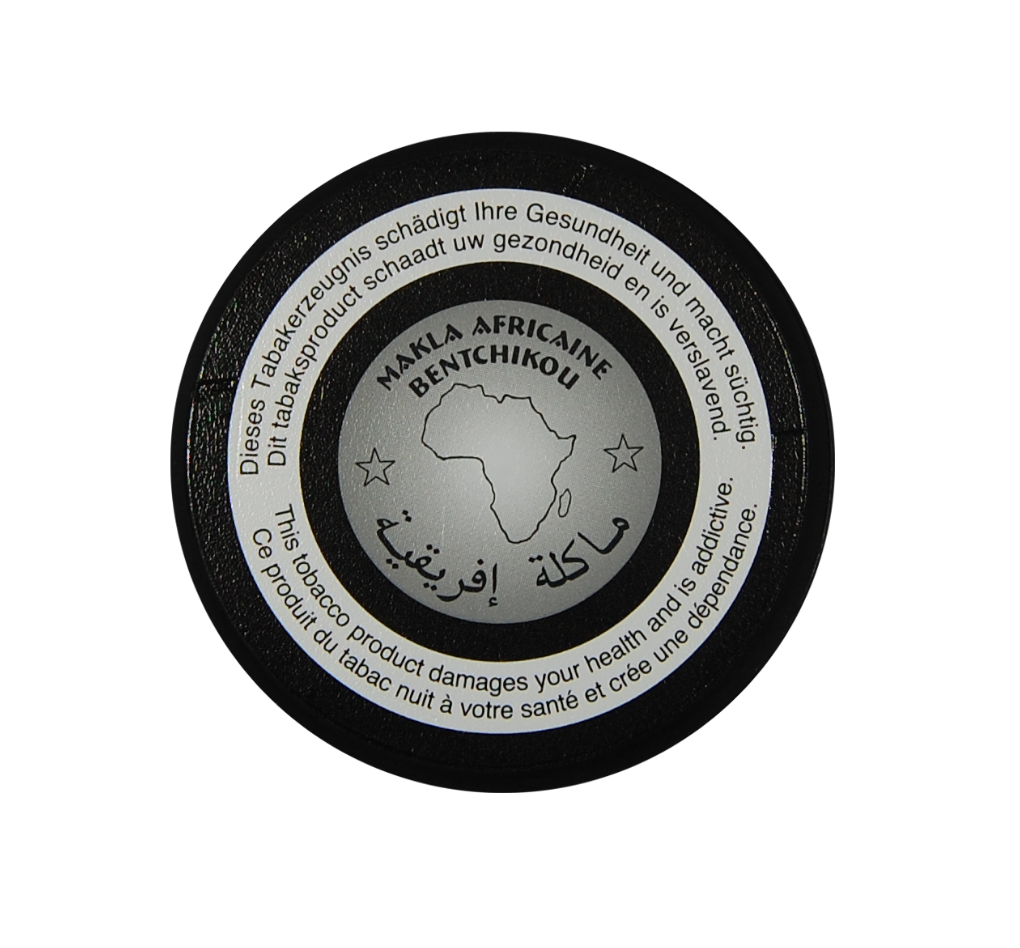 Dieses Tabakerzeugnis schädigt Ihre Gesundheit und macht süchtig.
Dit tabaksproduct schaadt uw gezondheid en is verslavend.
MAKLA AFRICAINE
BENTCHIKOU
ماكلة إفريقية
This tobacco product damages your health and is addictive.
Ce produit du tabac nuit à votre santé et crée une dépendance.